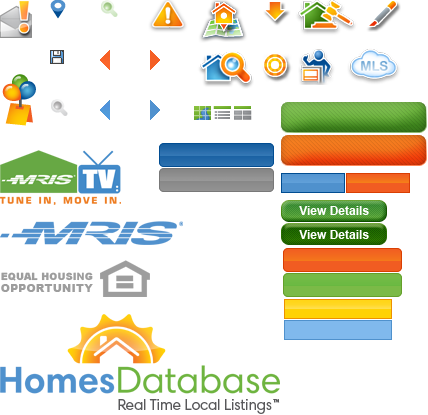 MLS
MRIS TV
TUNE IN, MOVE IN.
View Details
MRIS
View Details
EQUAL HOUSING
OPPORTUNITY
HomesDatabase
Real Time Local Listings™